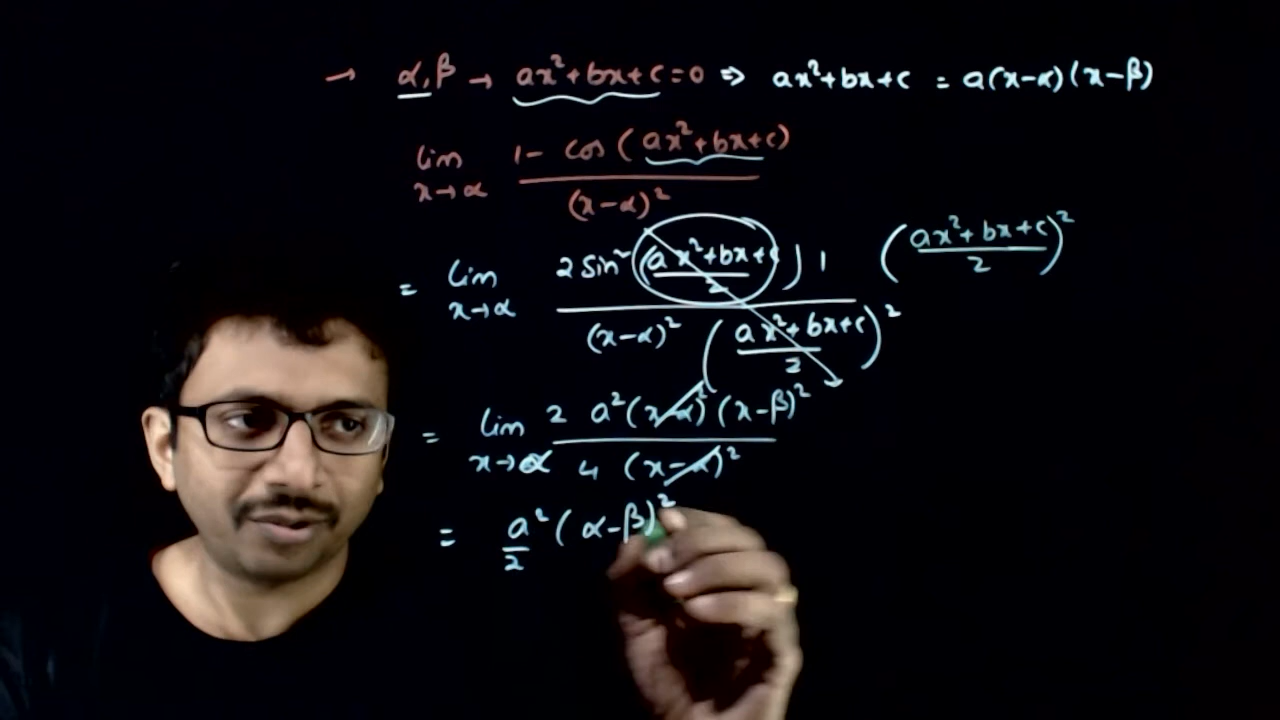 → α, β → ax²+bx+c = 0 ⇒ ax²+bx+c = a(x-α)(x-β)
lim x→α 1 - cos(ax²+bx+c) / (x-α)²
= lim x→α 2 sin² ((ax²+bx+c)/2) · 1 / (x-α)² ((ax²+bx+c)/2)² ((ax²+bx+c)/2)²
= lim x→α 2 a²(x-α)²(x-β)² / 4 (x-α)²
= a²/2 (α-β)²